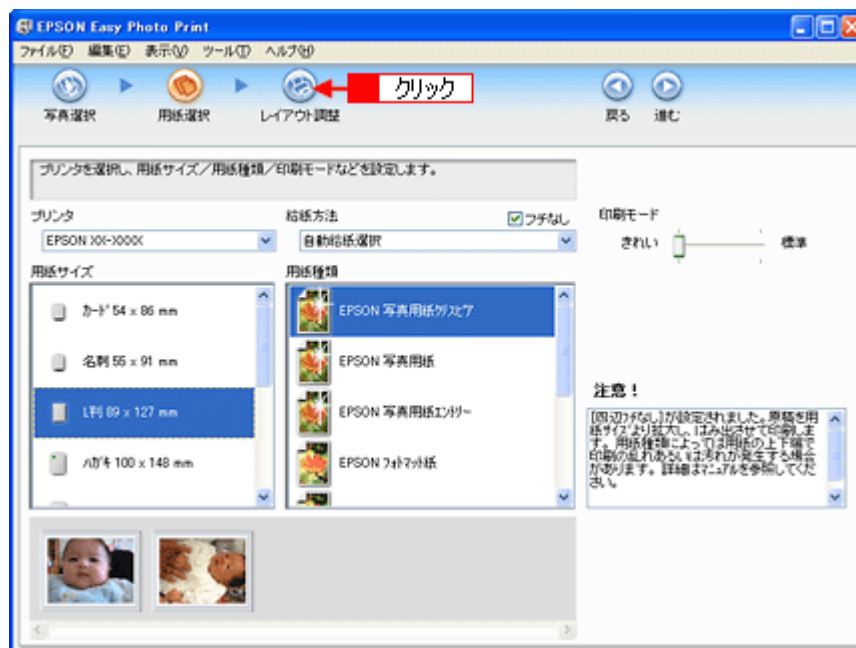 EPSON Easy Photo Print
ファイル(F) 編集(E) 表示(V) ツール(T) ヘルプ(H)
クリック
写真選択 用紙選択 レイアウト調整 戻る 進む
プリンタを選択し、用紙サイズ/用紙種類/印刷モードなどを設定します。
プリンタ
EPSON XX-XXXX
給紙方法
フチなし
自動給紙選択
印刷モード
きれい 標準
用紙サイズ
カード 54 x 86 mm
名刺 55 x 91 mm
L判 89 x 127 mm
ハガキ 100 x 148 mm
用紙種類
EPSON 写真用紙クリスピア
EPSON 写真用紙
EPSON 写真用紙エントリー
EPSON フォトマット紙
注意!
[四辺フチなし]が設定されました。原稿を用
紙サイズより拡大し、はみ出させて印刷しま
す。用紙種類によっては用紙の上下端で
印刷の乱れあるいは汚れが発生する場合
があります。詳細はマニュアルを参照してくだ
さい。